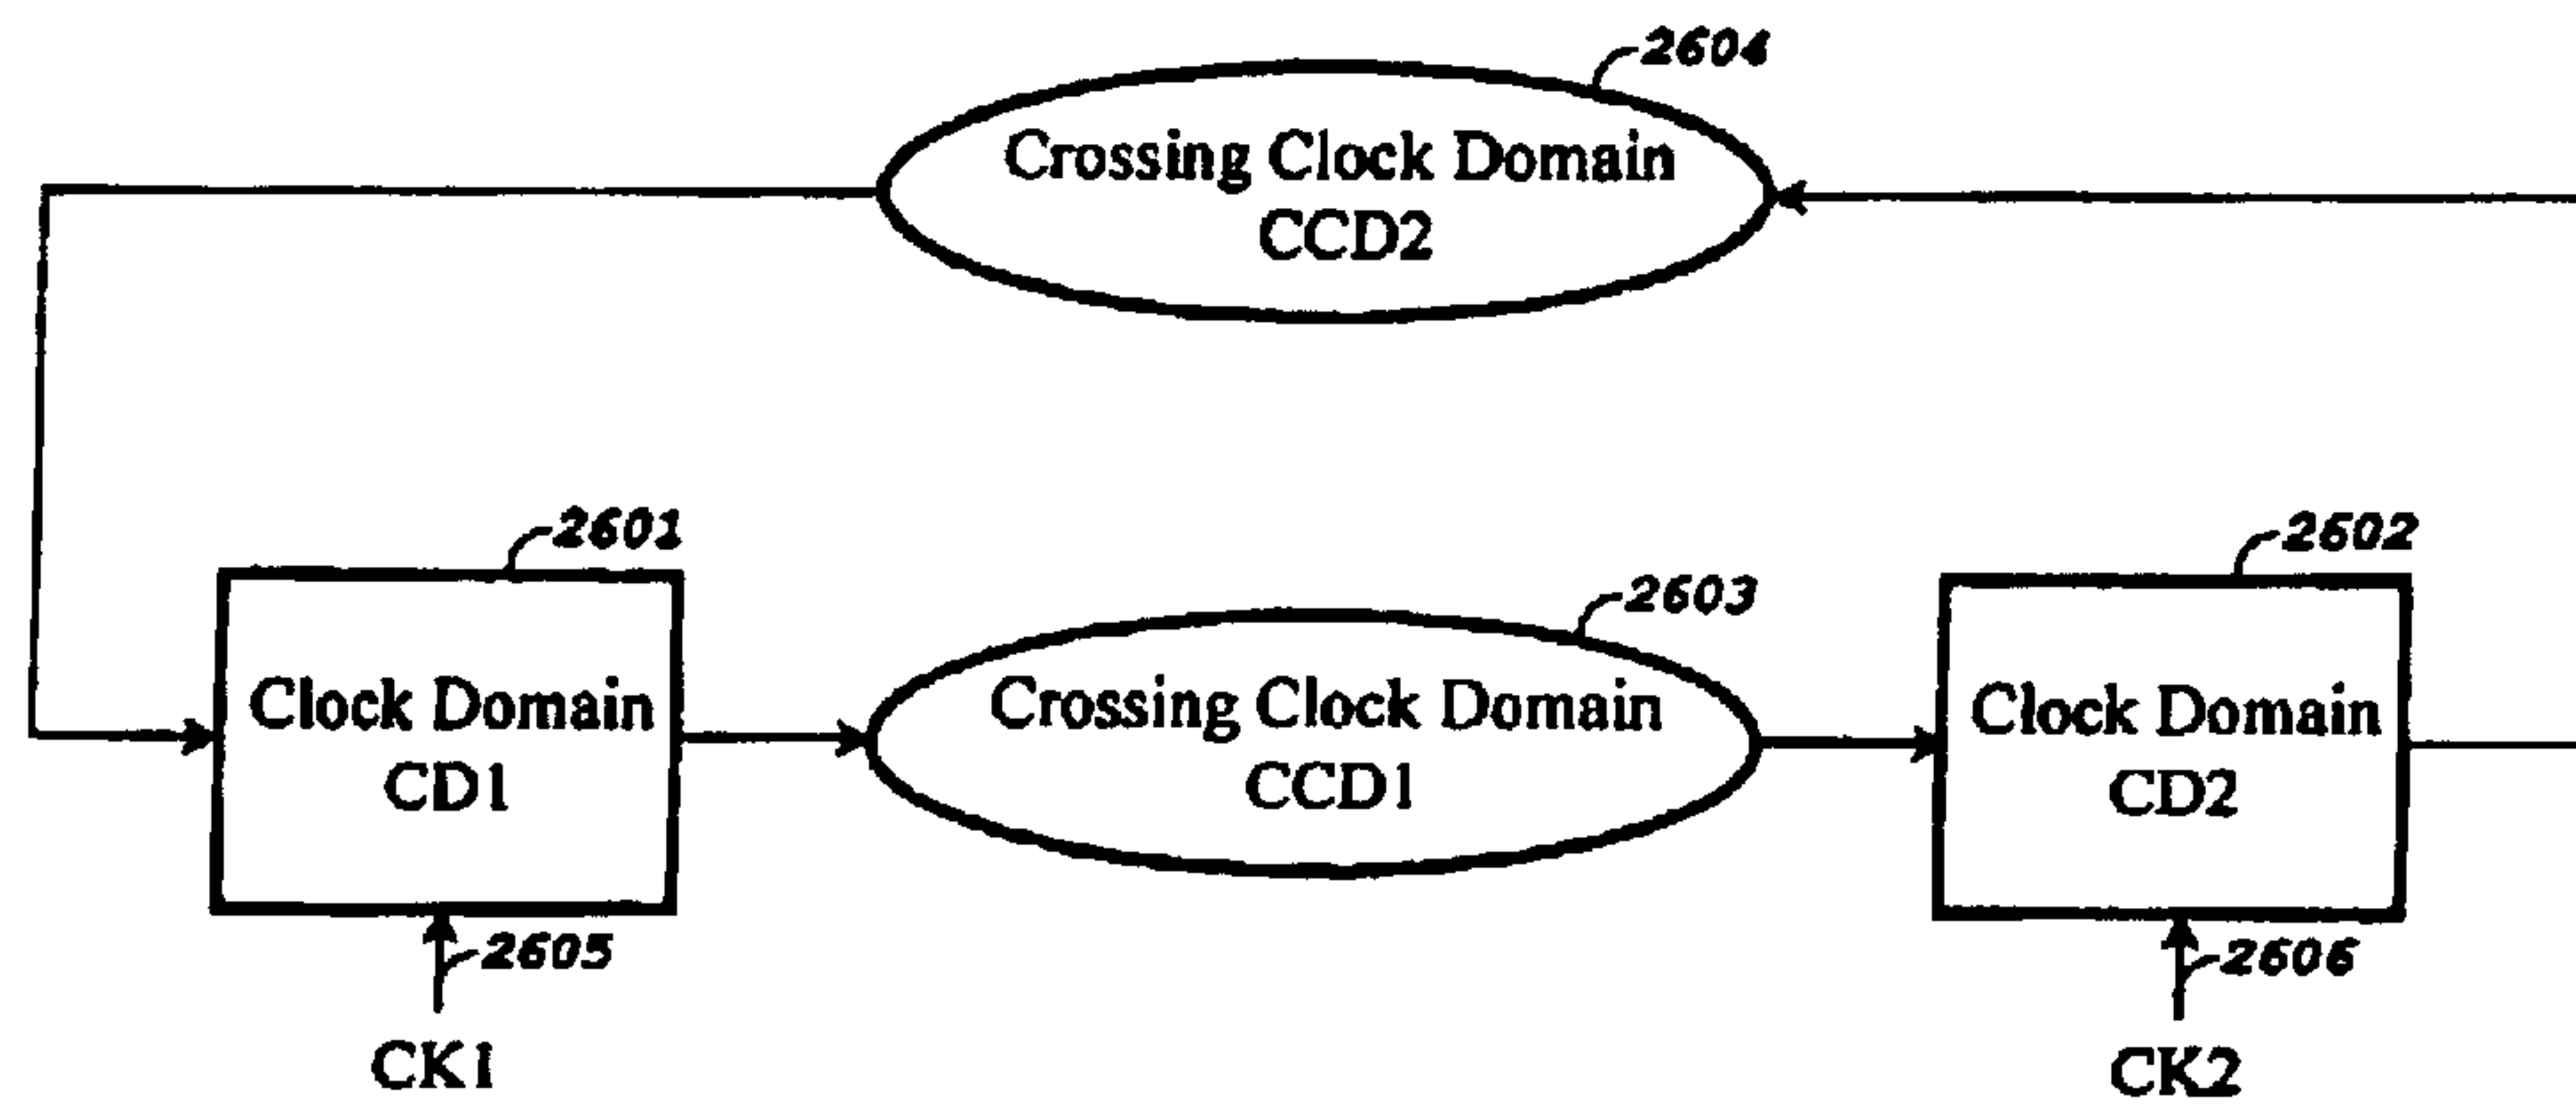 2604
Crossing Clock Domain
CCD2
2601
2602
2603
Clock Domain
CD1
Crossing Clock Domain
CCD1
Clock Domain
CD2
2605
2606
CK1
CK2